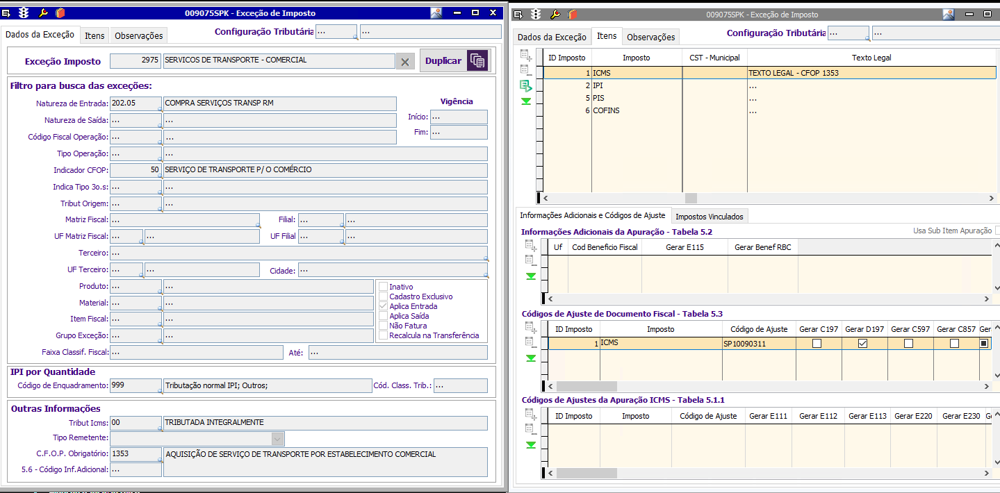 009075SPK - Exceção de Imposto
Dados da Exceção Itens Observações
Configuração Tributária ... ...
Exceção Imposto 2975 SERVICOS DE TRANSPORTE - COMERCIAL Duplicar
Filtro para busca das exceções:
Natureza de Entrada: 202.05 COMPRA SERVIÇOS TRANSP RM
Vigência
Natureza de Saída: ... ...
Início: ...
Código Fiscal Operação: ... ...
Fim: ...
Tipo Operação: ... ...
Indicador CFOP: 50 SERVIÇO DE TRANSPORTE P/ O COMÉRCIO
Indica Tipo 3o.s: ... ...
Tribut Origem: ... ...
Matriz Fiscal: ... Filial: ... ...
UF Matriz Fiscal: ... ... UF Filial ... ...
Terceiro: ...
UF Terceiro: ... ... Cidade: ...
Produto: ... ...
Material: ... ...
Item Fiscal: ... ...
Grupo Exceção: ... ...
Inativo
Cadastro Exclusivo
Aplica Entrada
Aplica Saída
Não Fatura
Recalcula na Transferência
Faixa Classif. Fiscal: ... Até: ...
IPI por Quantidade
Código de Enquadramento: 999 Tributação normal IPI; Outros; Cód. Class. Trib.: ...
Outras Informações
Tribut Icms: 00 TRIBUTADA INTEGRALMENTE
Tipo Remetente:
C.F.O.P. Obrigatório: 1353 AQUISIÇÃO DE SERVIÇO DE TRANSPORTE POR ESTABELECIMENTO COMERCIAL
5.6 - Código Inf.Adicional: ...
009075SPK - Exceção de Imposto
Dados da Exceção Itens Observações
Configuração Tributária ... ...
ID Imposto Imposto CST - Municipal Texto Legal
1 ICMS TEXTO LEGAL - CFOP 1353
2 IPI ...
5 PIS ...
6 COFINS ...
Informações Adicionais e Códigos de Ajuste Impostos Vinculados
Informações Adicionais da Apuração - Tabela 5.2 Usa Sub Item Apuração
Uf Cod Beneficio Fiscal Gerar E115 Gerar Benef RBC
Códigos de Ajuste de Documento Fiscal - Tabela 5.3
ID Imposto Imposto Código de Ajuste Gerar C197 Gerar D197 Gerar C597 Gerar C857 Ger
1 ICMS SP10090311
Códigos de Ajustes da Apuração ICMS - Tabela 5.1.1
ID Imposto Imposto Código de Ajuste Gerar E111 Gerar E112 Gerar E113 Gerar E220 Gerar E230 G